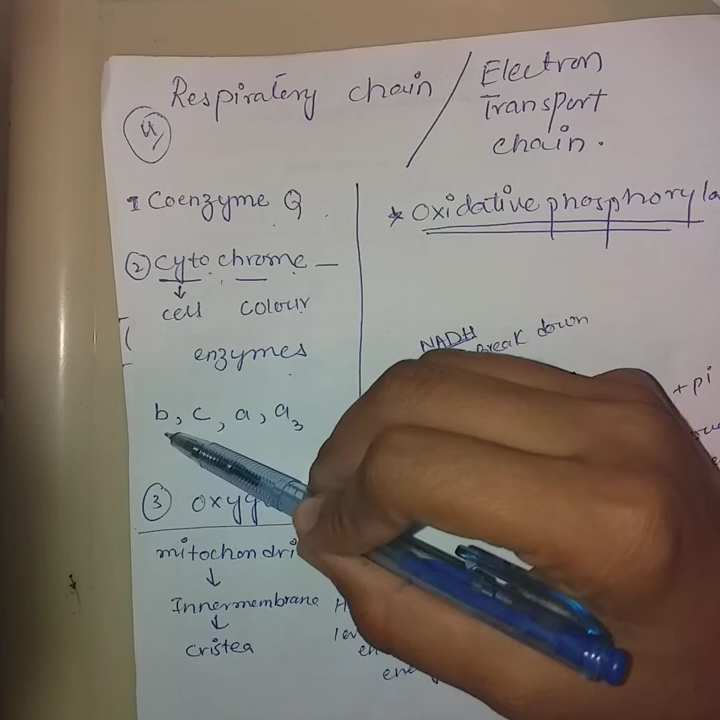 4) Respiratory chain / Electron
Transport
chain.
1 Coenzyme Q
② Cytochrome –
cell colour
enzymes
b, c, a, a₃
③
mitochondri
↓
Innermembrane
↓
cristea
* Oxidative phosphoryla
NADH
Break down
+ pi